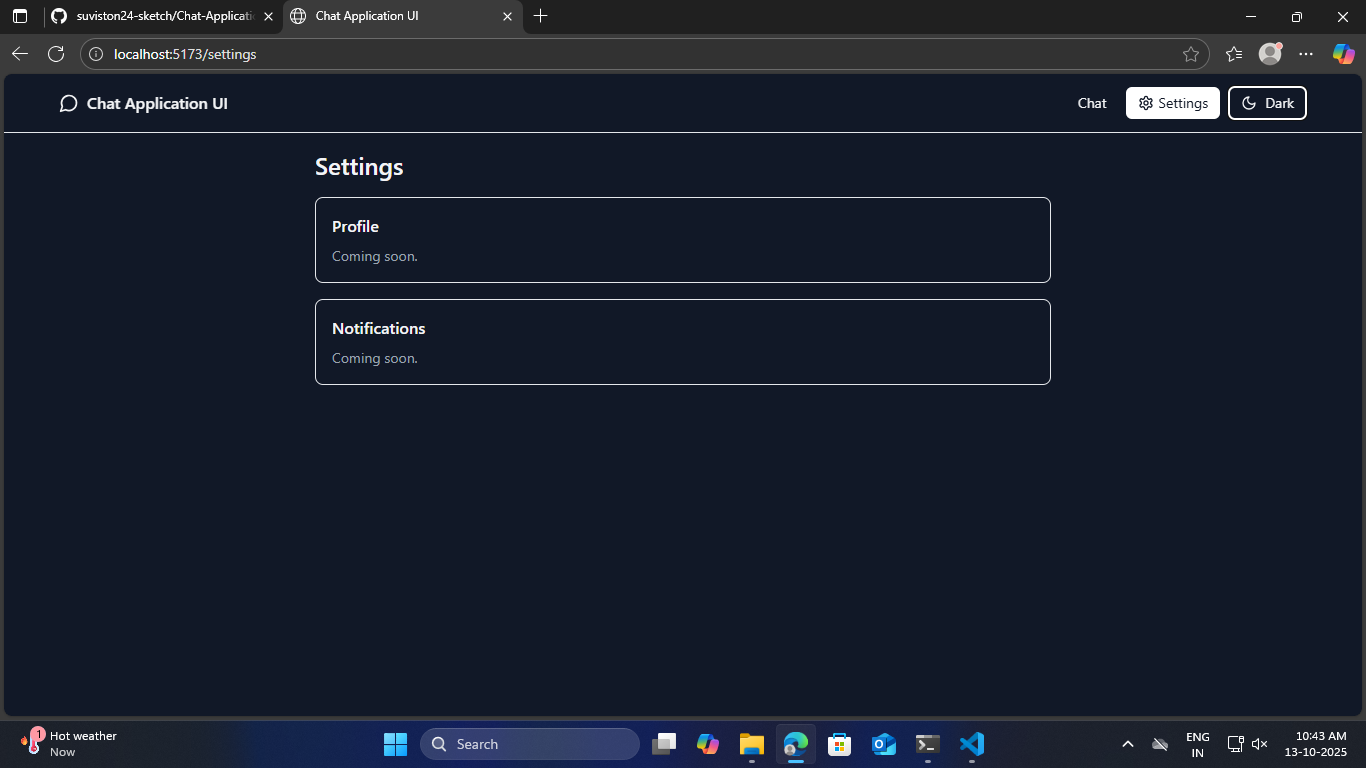 suviston24-sketch/Chat-Applicati
Chat Application UI
localhost:5173/settings
Chat Application UI
Chat
Settings
Dark
Settings
Profile
Coming soon.
Notifications
Coming soon.
1
Hot weather
Now
Search
ENG
IN
10:43 AM
13-10-2025